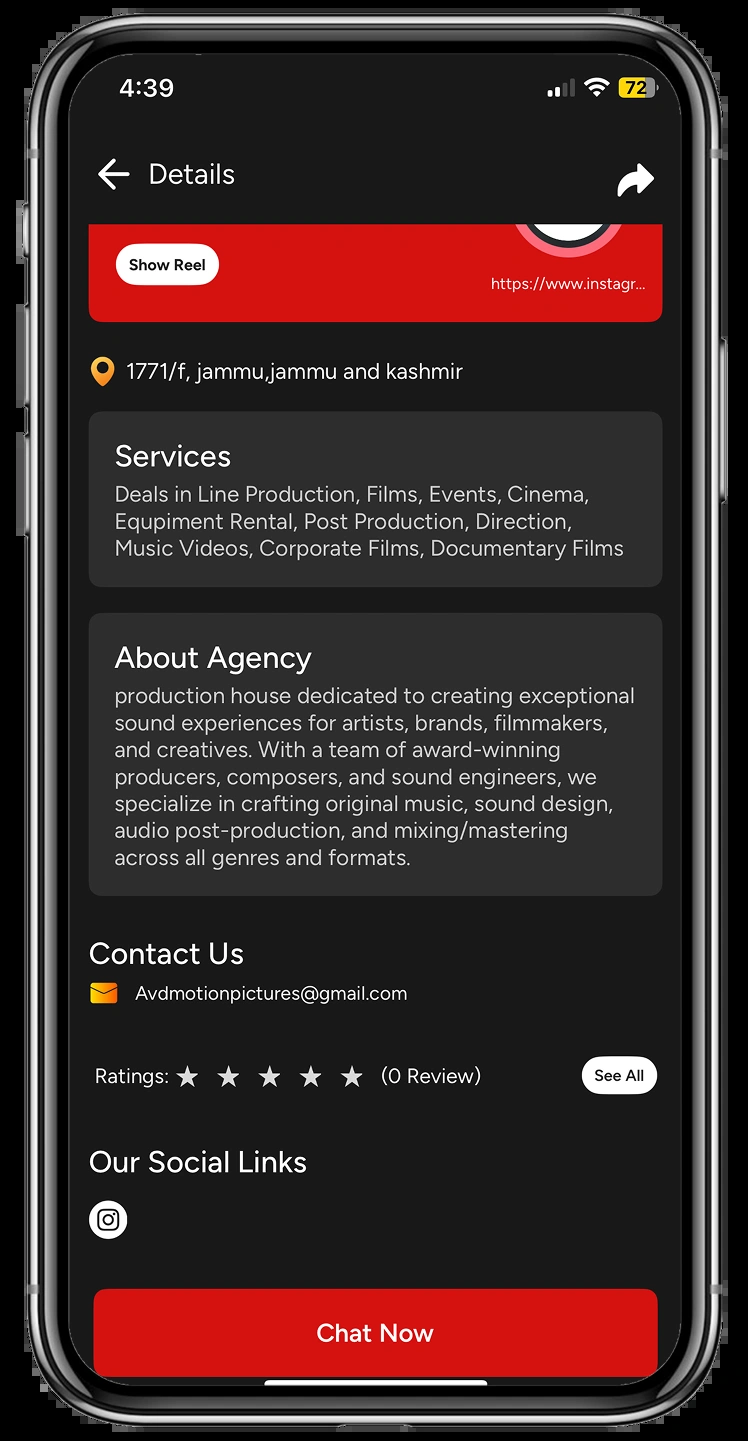 4:39
72
Details
Show Reel
https://www.instagr...
1771/f, jammu,jammu and kashmir
Services
Deals in Line Production, Films, Events, Cinema,
Equpiment Rental, Post Production, Direction,
Music Videos, Corporate Films, Documentary Films
About Agency
production house dedicated to creating exceptional
sound experiences for artists, brands, filmmakers,
and creatives. With a team of award-winning
producers, composers, and sound engineers, we
specialize in crafting original music, sound design,
audio post-production, and mixing/mastering
across all genres and formats.
Contact Us
Avdmotionpictures@gmail.com
Ratings: ★ ★ ★ ★ ★ (0 Review)
See All
Our Social Links
Chat Now